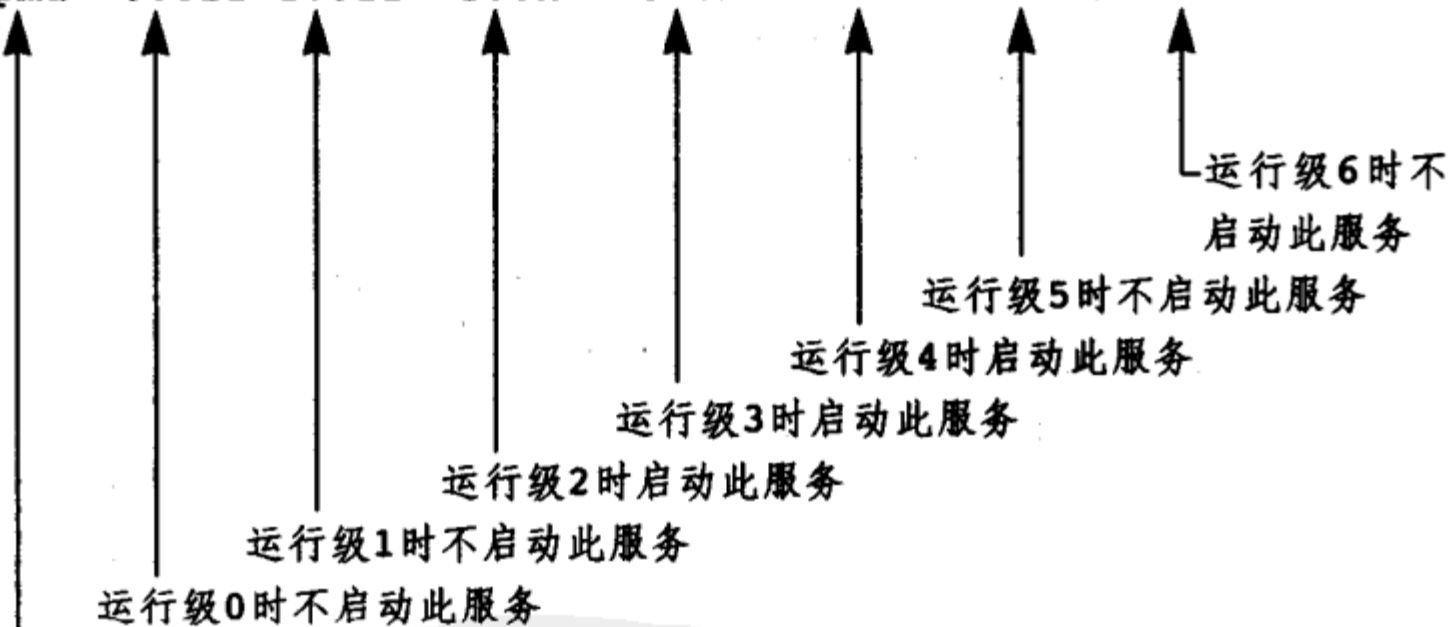 运行级6时不
启动此服务
运行级5时不启动此服务
运行级4时启动此服务
运行级3时启动此服务
运行级2时启动此服务
运行级1时不启动此服务
运行级0时不启动此服务